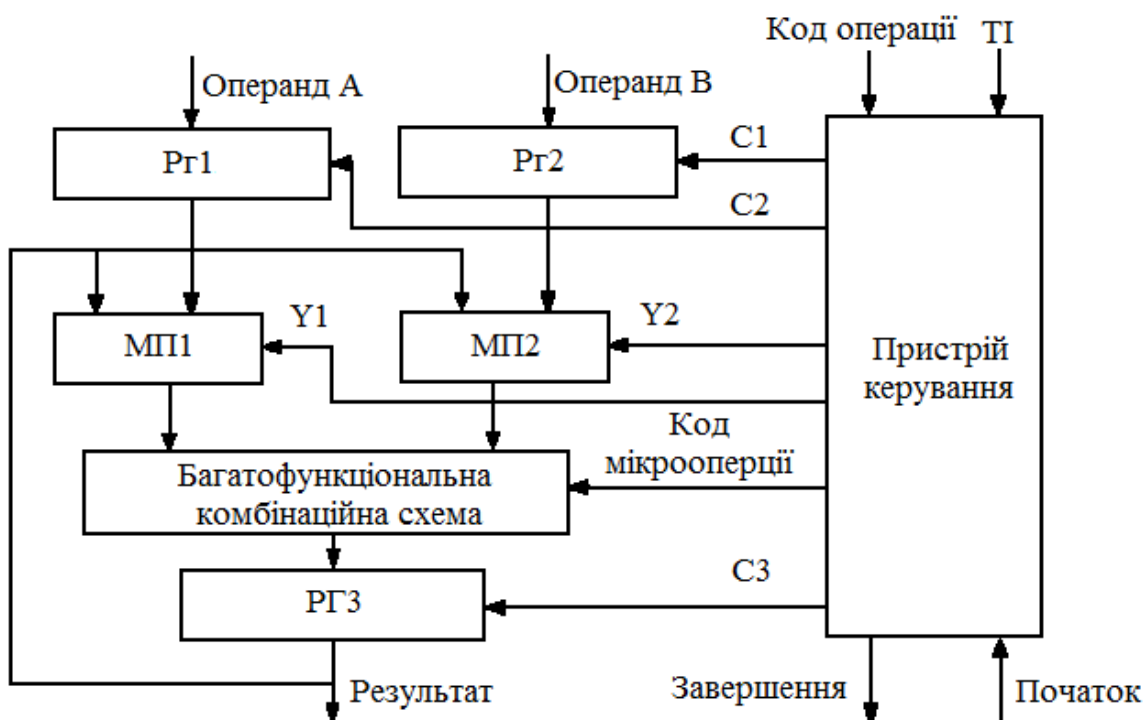 Код операції
ТІ
Операнд А
Операнд В
Рг1
Рг2
С1
С2
МП1
Y1
МП2
Y2
Пристрій
керування
Код
мікрооперції
Багатофункціональна
комбінаційна схема
РГ3
С3
Результат
Завершення
Початок